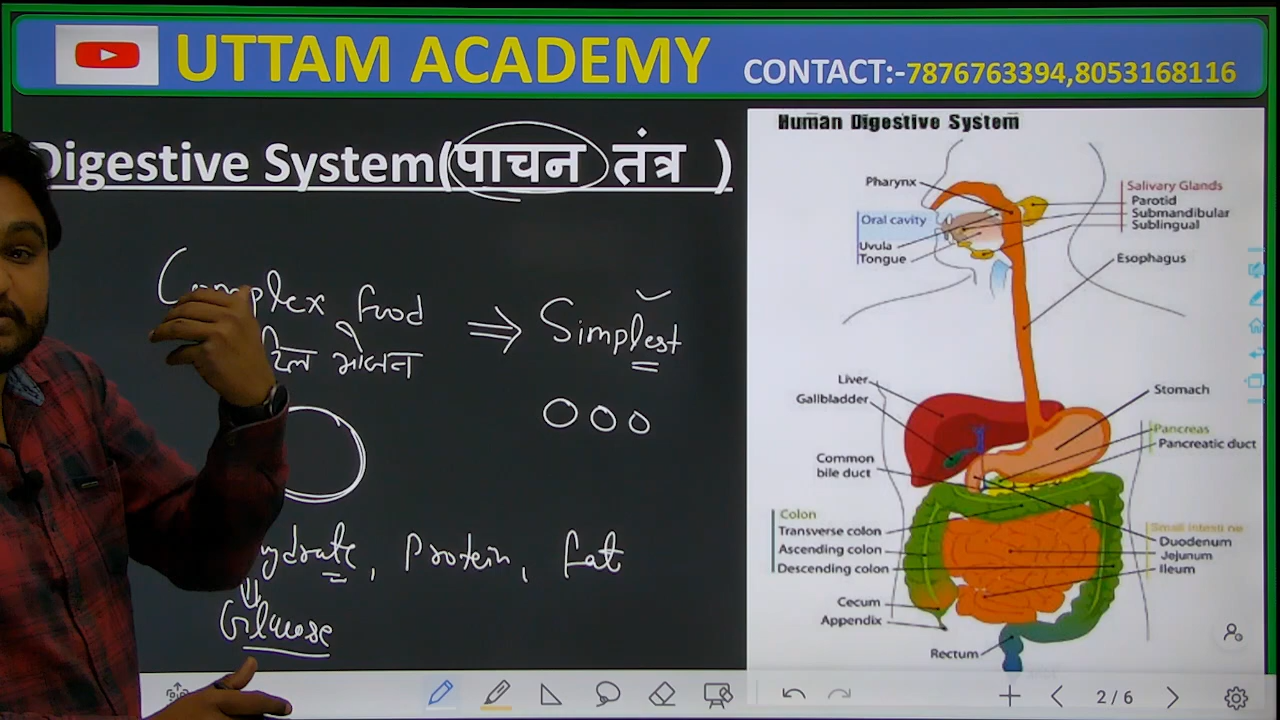 UTTAM ACADEMY
CONTACT:-7876763394,8053168116
Digestive System(पाचन तंत्र )
Complex food ⇒ Simplest
भोजन
Protein, fat
Glucose
Human Digestive System
Pharynx
Salivary Glands
Parotid
Submandibular
Sublingual
Oral cavity
Uvula
Tongue
Esophagus
Liver
Gallbladder
Stomach
Pancreas
Pancreatic duct
Common
bile duct
Colon
Transverse colon
Ascending colon
Descending colon
Small intestine
Duodenum
Jejunum
Ileum
Cecum
Appendix
Rectum
2 / 6